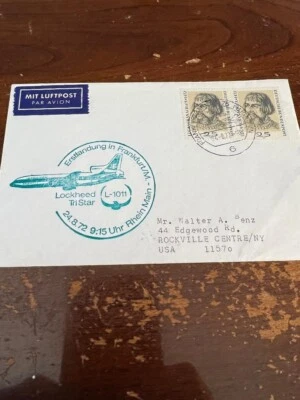 MIT LUFTPOST
PAR AVION
Erstlandung in Frankfurt/M. -
Lockheed
TriStar
L-1011
24.8.72 9:15 Uhr Rhein Main
25
6
Mr. Walter A. Benz
44 Edgewood Rd.
ROCKVILLE CENTRE/NY
USA 11570